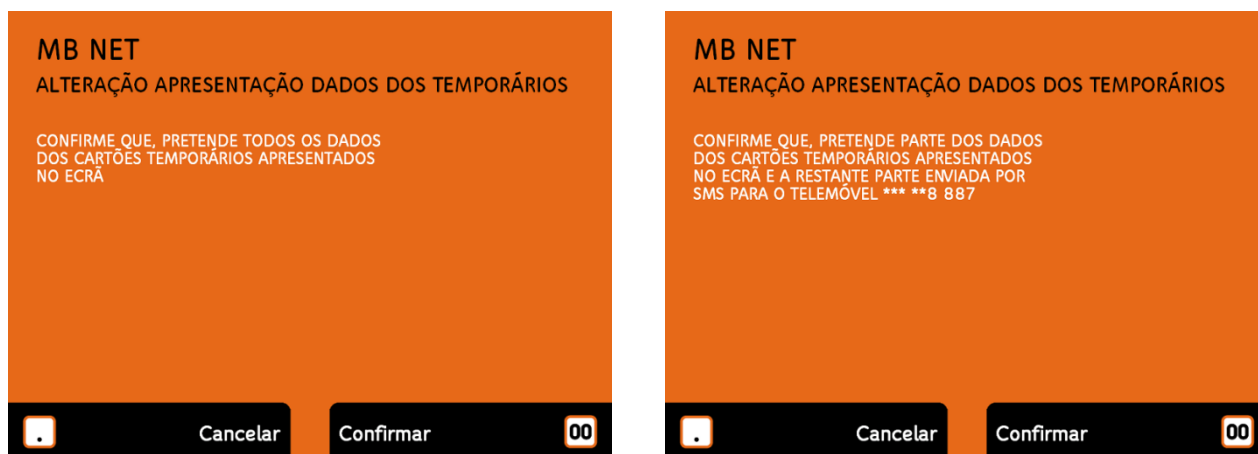 MB NET
ALTERAÇÃO APRESENTAÇÃO DADOS DOS TEMPORÁRIOS
CONFIRME QUE, PRETENDE TODOS OS DADOS
DOS CARTÕES TEMPORÁRIOS APRESENTADOS
NO ECRÃ
. Cancelar Confirmar 00
MB NET
ALTERAÇÃO APRESENTAÇÃO DADOS DOS TEMPORÁRIOS
CONFIRME QUE, PRETENDE PARTE DOS DADOS
DOS CARTÕES TEMPORÁRIOS APRESENTADOS
NO ECRÃ E A RESTANTE PARTE ENVIADA POR
SMS PARA O TELEMÓVEL *** **8 887
. Cancelar Confirmar 00